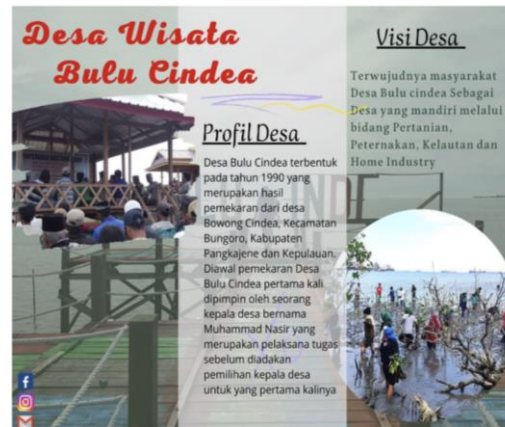 Desa Wisata
Bulu Cindea
Profil Desa
Desa Bulu Cindea terbentuk
pada tahun 1990 yang
merupakan hasil
pemekaran dari desa
Bowong Cindea, Kecamatan
Bungoro, Kabupaten
Pangkajene dan Kepulauan.
Diawal pemekaran Desa
Bulu Cindea pertama kali
dipimpin oleh seorang
kepala desa bernama
Muhammad Nasir yang
merupakan pelaksana tugas
sebelum diadakan
pemilihan kepala desa
untuk yang pertama kalinya
Visi Desa
Terwujudnya masyarakat
Desa Bulu cindea Sebagai
Desa yang mandiri melalui
bidang Pertanian,
Peternakan, Kelautan dan
Home Industry